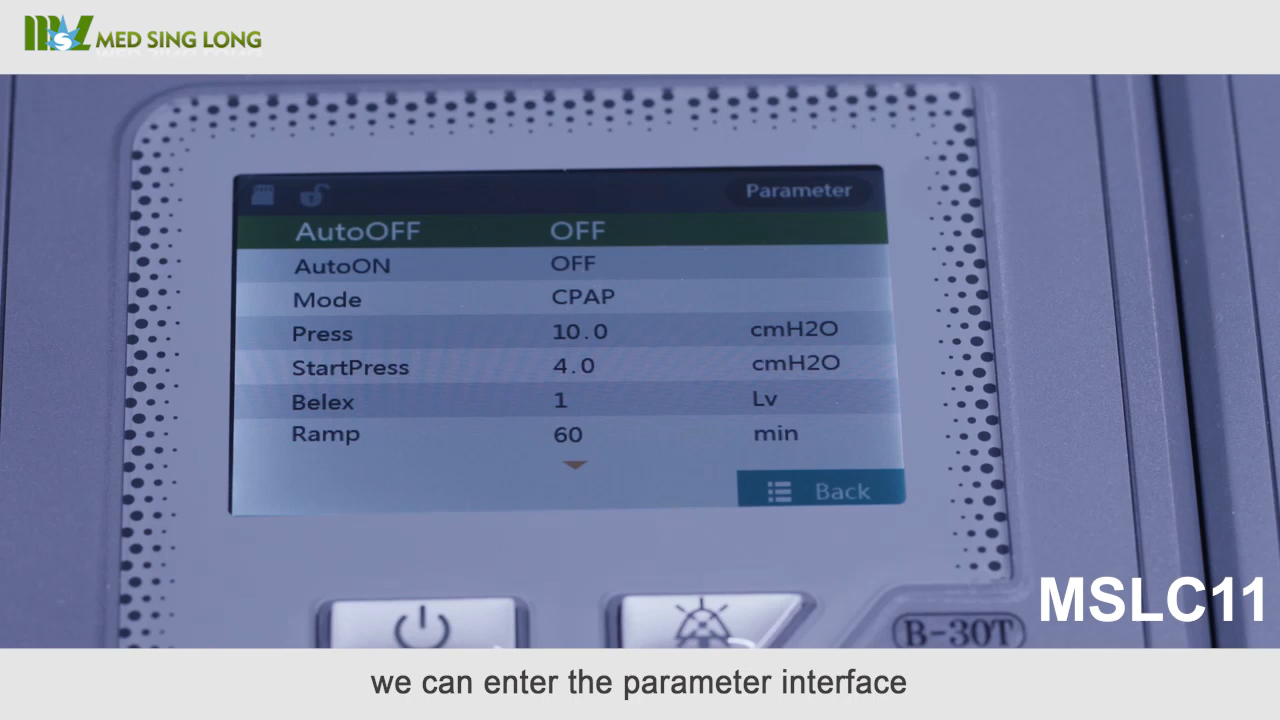 MSL MED SING LONG
Parameter
AutoOFF OFF
AutoON OFF
Mode CPAP
Press 10.0 cmH2O
StartPress 4.0 cmH2O
Belex 1 Lv
Ramp 60 min
Back
MSLC11
B-30T
we can enter the parameter interface